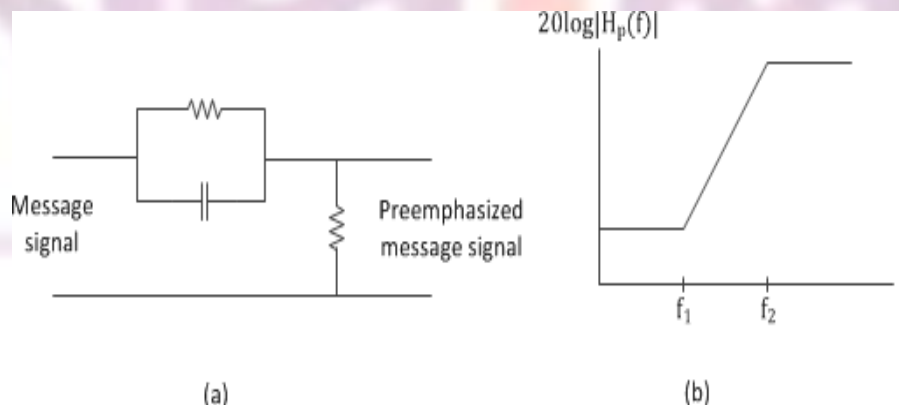 20log|Hₚ(f)|
Message
signal
Preemphasized
message signal
f₁
f₂
(a)
(b)